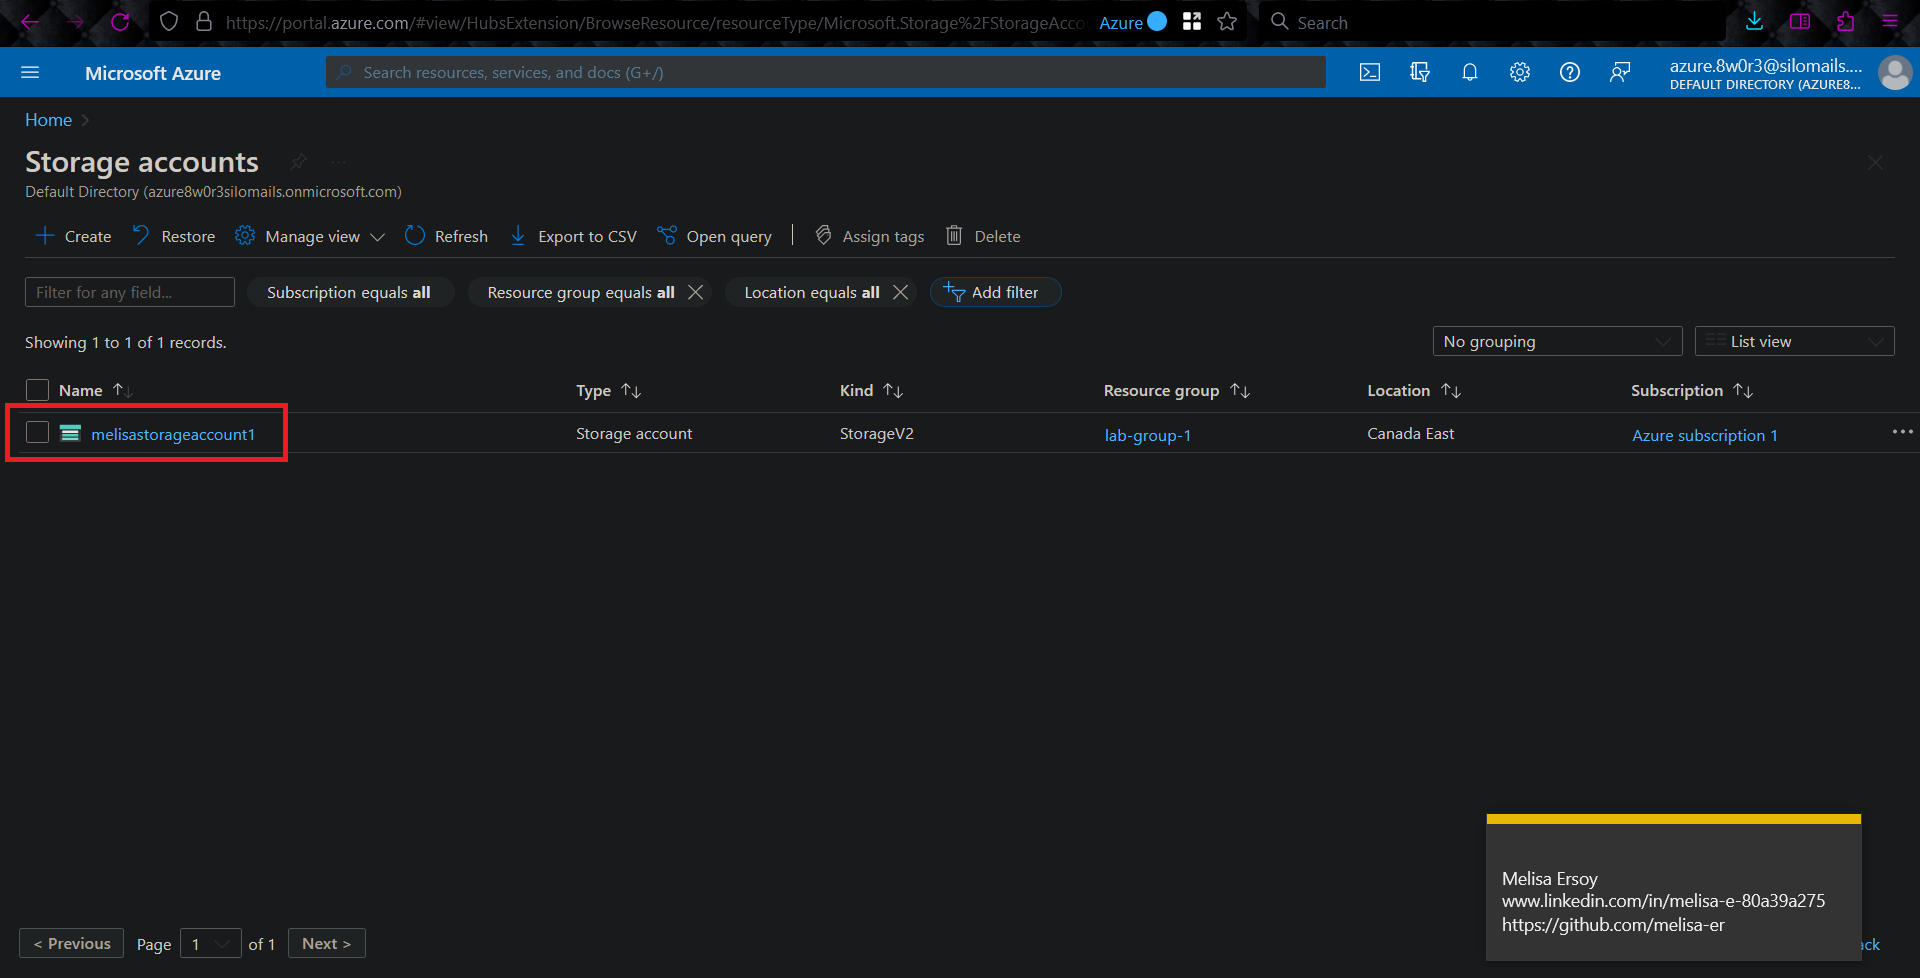 https://portal.azure.com/#view/HubsExtension/BrowseResource/resourceType/Microsoft.Storage%2FStorageAcco Azure Search
Microsoft Azure Search resources, services, and docs (G+/) azure.8w0r3@silomails....
DEFAULT DIRECTORY (AZURE8...
Home >
Storage accounts ...
Default Directory (azure8w0r3silomails.onmicrosoft.com)
Create Restore Manage view Refresh Export to CSV Open query Assign tags Delete
Filter for any field... Subscription equals all Resource group equals all Location equals all Add filter
Showing 1 to 1 of 1 records. No grouping List view
Name Type Kind Resource group Location Subscription
melisastorageaccount1 Storage account StorageV2 lab-group-1 Canada East Azure subscription 1 ...
Melisa Ersoy
www.linkedin.com/in/melisa-e-80a39a275
https://github.com/melisa-er
< Previous Page 1 of 1 Next >